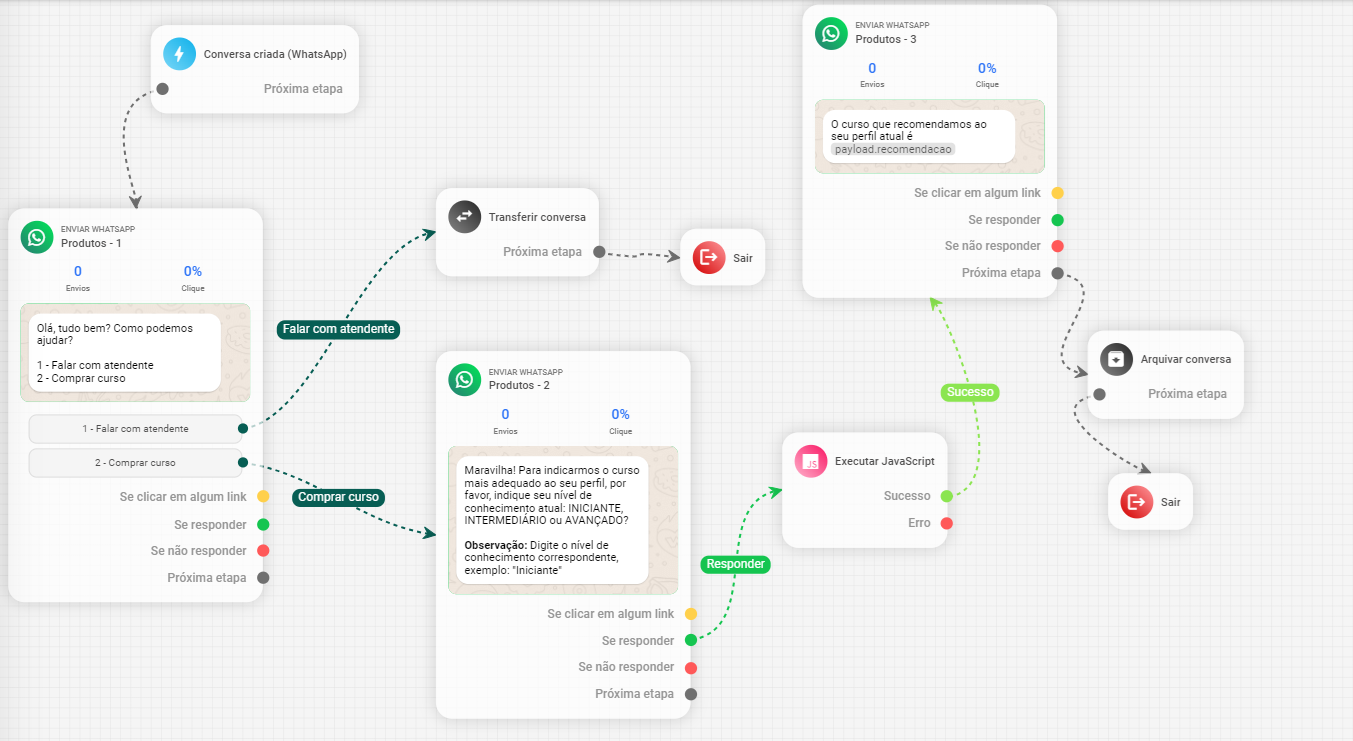 Conversa criada (WhatsApp)
Próxima etapa
ENVIAR WHATSAPP
Produtos - 1
0
0%
Envios
Clique
Olá, tudo bem? Como podemos
ajudar?
1 - Falar com atendente
2 - Comprar curso
1 - Falar com atendente
2 - Comprar curso
Se clicar em algum link
Se responder
Se não responder
Próxima etapa
Falar com atendente
Comprar curso
Transferir conversa
Próxima etapa
Sair
ENVIAR WHATSAPP
Produtos - 2
0
0%
Envios
Clique
Maravilha! Para indicarmos o curso
mais adequado ao seu perfil, por
favor, indique seu nível de
conhecimento atual: INICIANTE,
INTERMEDIÁRIO ou AVANÇADO?
Observação: Digite o nível de
conhecimento correspondente,
exemplo: "Iniciante"
Se clicar em algum link
Se responder
Se não responder
Próxima etapa
Responder
JS
Executar JavaScript
Sucesso
Erro
Sucesso
ENVIAR WHATSAPP
Produtos - 3
0
0%
Envios
Clique
O curso que recomendamos ao
seu perfil atual é
payload.recomendacao
Se clicar em algum link
Se responder
Se não responder
Próxima etapa
Arquivar conversa
Próxima etapa
Sair